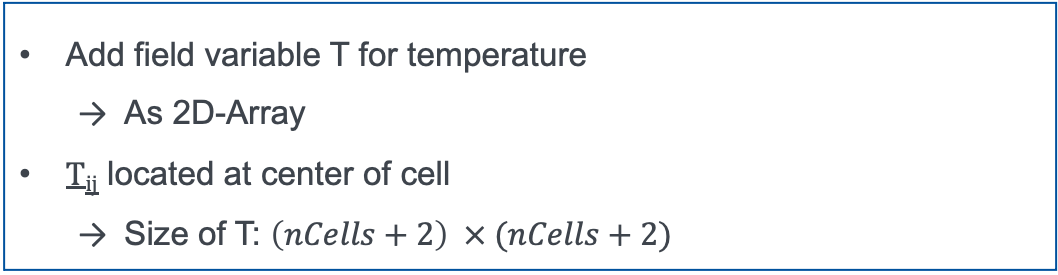 • Add field variable T for temperature
→ As 2D-Array
• T_ij located at center of cell
→ Size of T: (nCells + 2) × (nCells + 2)